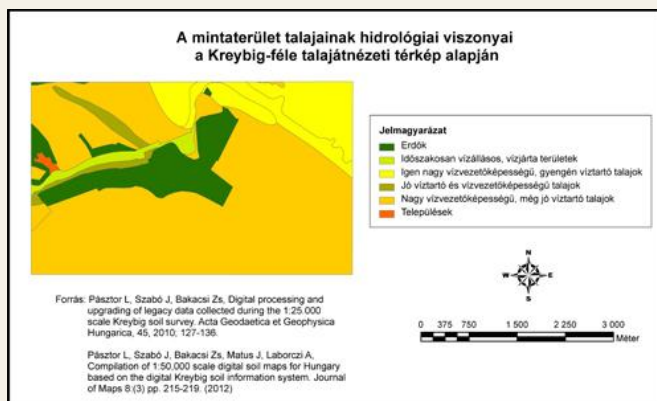 A mintaterület talajainak hidrológiai viszonyai
a Kreybig-féle talajátnézeti térkép alapján
Jelmagyarázat
Erdők
Időszakosan vízállásos, vízjárta területek
Igen nagy vízvezetőképességű, gyengén víztartó talajok
Jó víztartó és vízvezetőképességű talajok
Nagy vízvezetőképességű, még jó víztartó talajok
Települések
N
W E
S
0 375 750 1 500 2 250 3 000
Méter
Forrás: Pásztor L, Szabó J, Bakacsi Zs, Digital processing and
upgrading of legacy data collected during the 1:25.000
scale Kreybig soil survey. Acta Geodaetica et Geophysica
Hungarica, 45, 2010; 127-136.
Pásztor L, Szabó J, Bakacsi Zs, Matus J, Laborczi A,
Compilation of 1:50,000 scale digital soil maps for Hungary
based on the digital Kreybig soil information system. Journal
of Maps 8:(3) pp. 215-219. (2012)